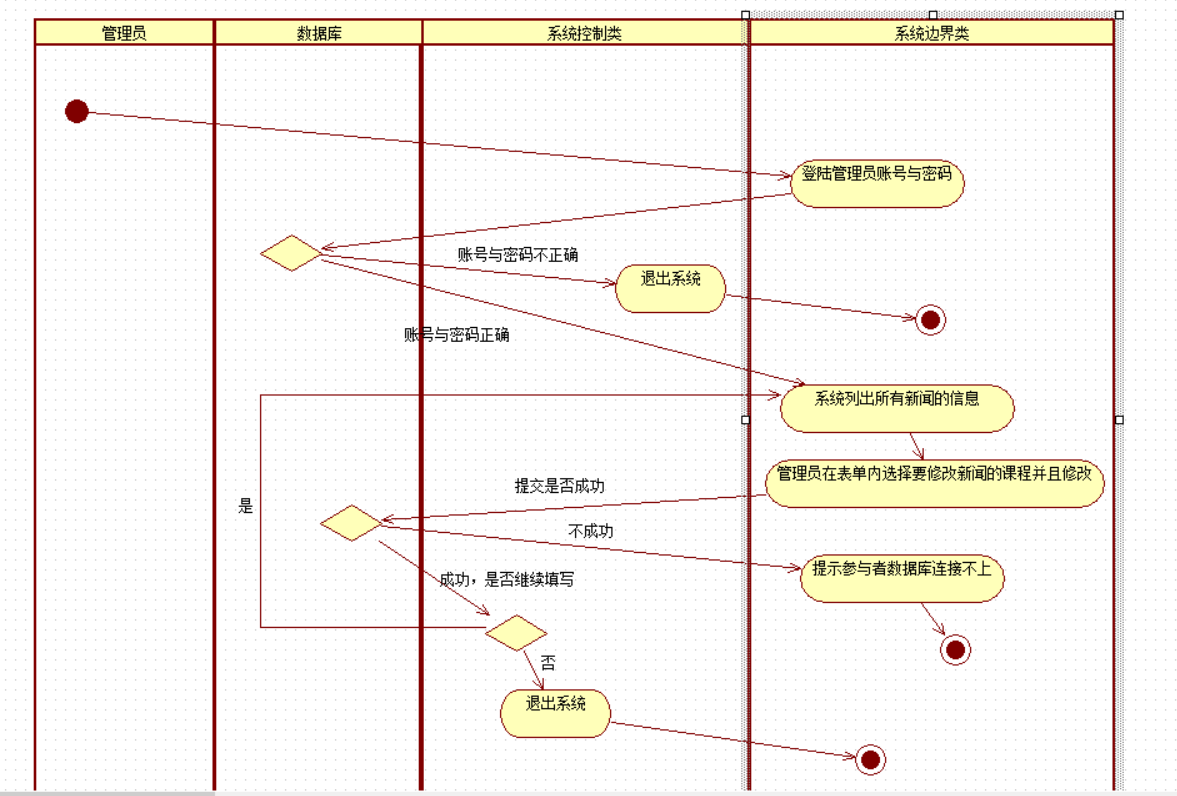 管理员
数据库
系统控制类
系统边界类
登陆管理员账号与密码
账号与密码不正确
退出系统
账号与密码正确
系统列出所有新闻的信息
管理员在表单内选择要修改新闻的课程并且修改
提交是否成功
是
不成功
提示参与者数据库连接不上
成功，是否继续填写
否
退出系统